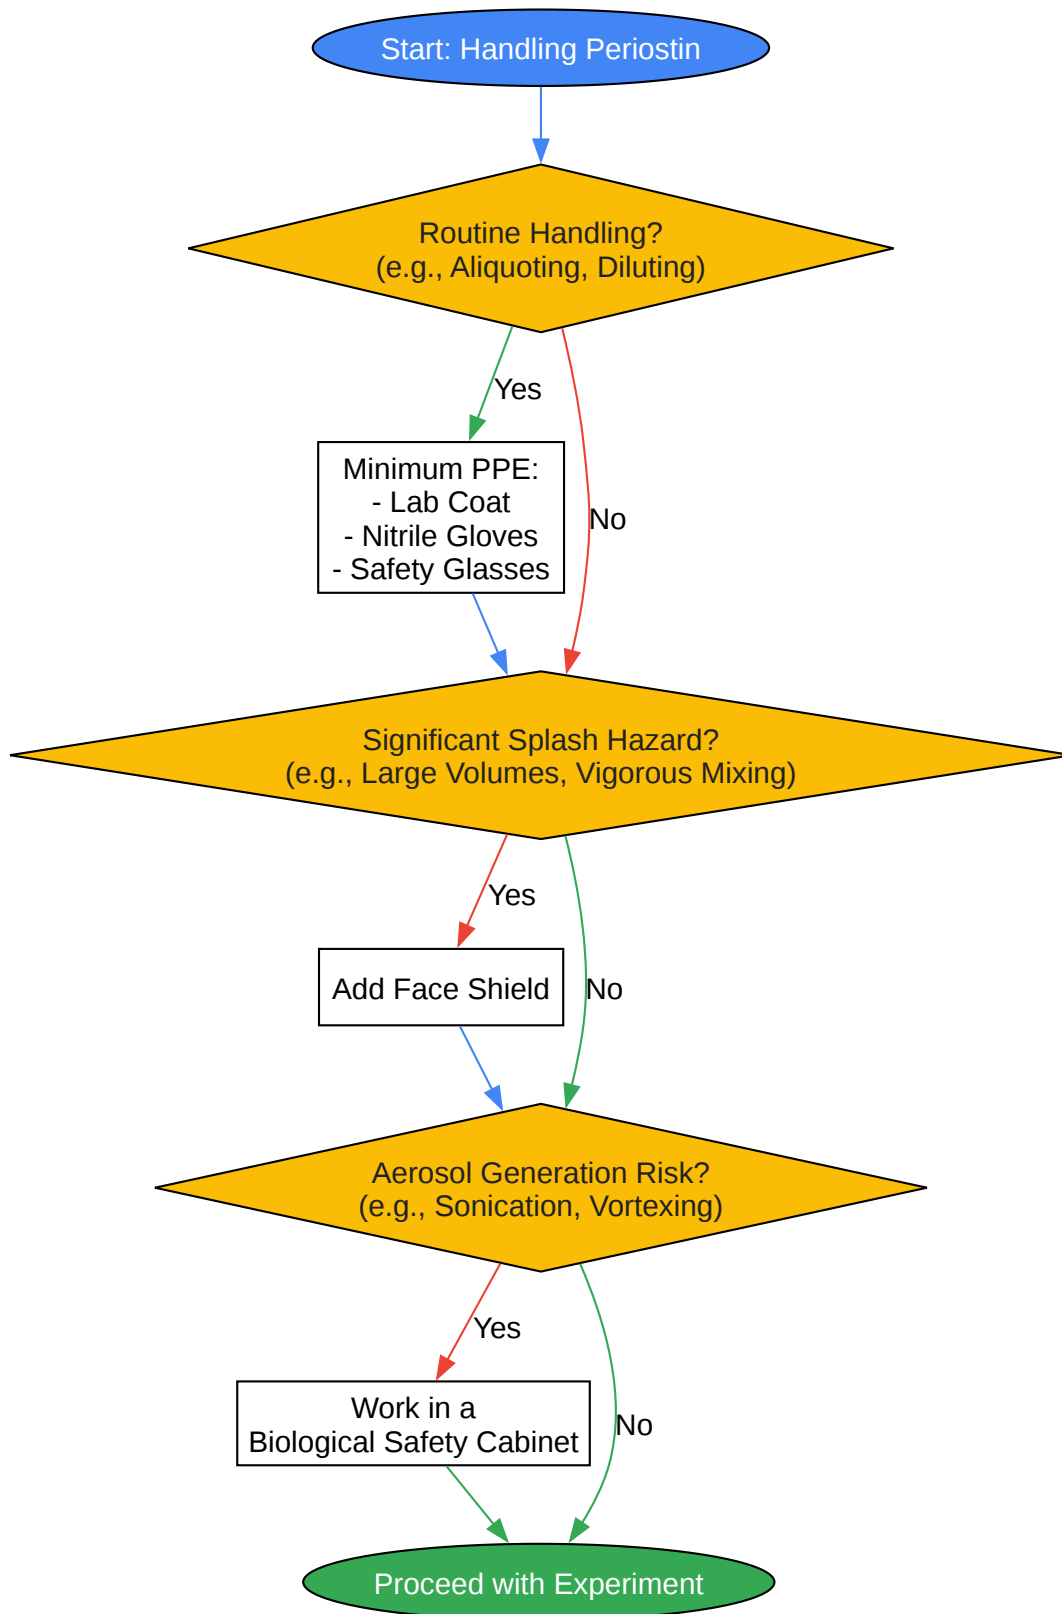 Start: Handling Periostin
Routine Handling?
(e.g., Aliquoting, Diluting)
Yes
Minimum PPE:
- Lab Coat
- Nitrile Gloves
- Safety Glasses
No
Significant Splash Hazard?
(e.g., Large Volumes, Vigorous Mixing)
Yes
Add Face Shield
No
Aerosol Generation Risk?
(e.g., Sonication, Vortexing)
Yes
Work in a
Biological Safety Cabinet
No
Proceed with Experiment